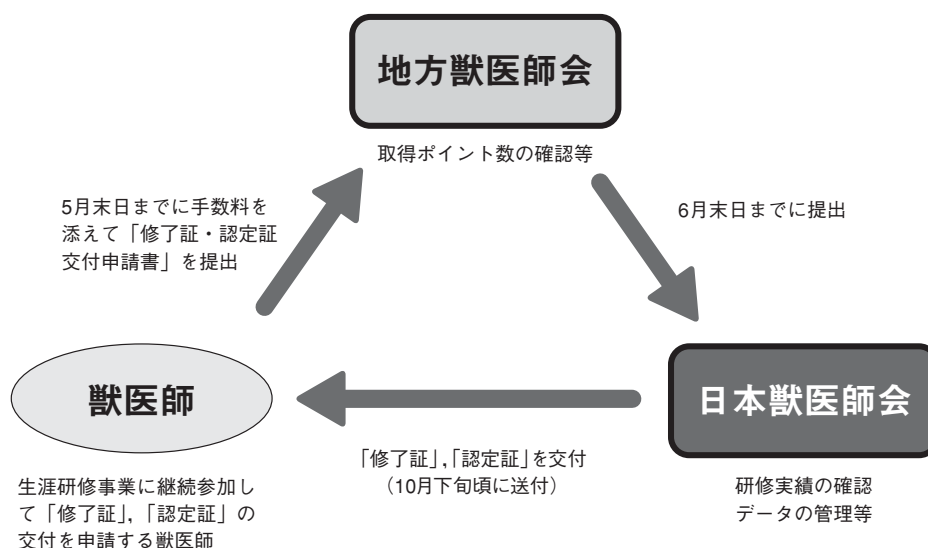 地方獣医師会
取得ポイント数の確認等
5月末日までに手数料を
添えて「修了証・認定証
交付申請書」を提出
6月末日までに提出
獣医師
日本獣医師会
「修了証」,「認定証」を交付
(10月下旬頃に送付)
生涯研修事業に継続参加し
て「修了証」,「認定証」の
交付を申請する獣医師
研修実績の確認
データの管理等